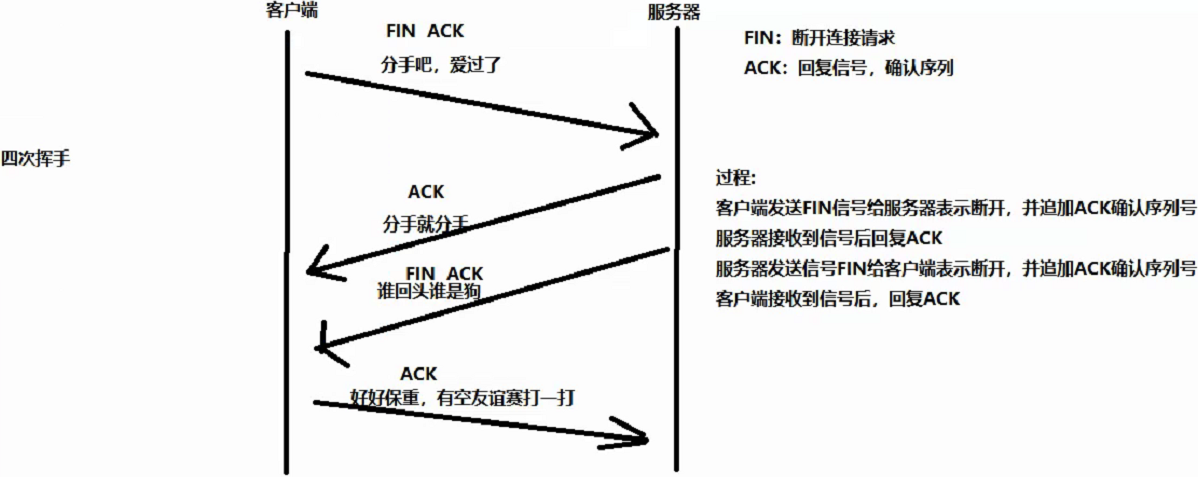 客户端
服务器
FIN ACK
分手吧，爱过了
FIN：断开连接请求
ACK：回复信号，确认序列
四次挥手
ACK
分手就分手
FIN ACK
谁回头谁是狗
ACK
好好保重，有空友谊赛打一打
过程：
客户端发送FIN信号给服务器表示断开，并追加ACK确认序列号
服务器接收到信号后回复ACK
服务器发送信号FIN给客户端表示断开，并追加ACK确认序列号
客户端接收到信号后，回复ACK